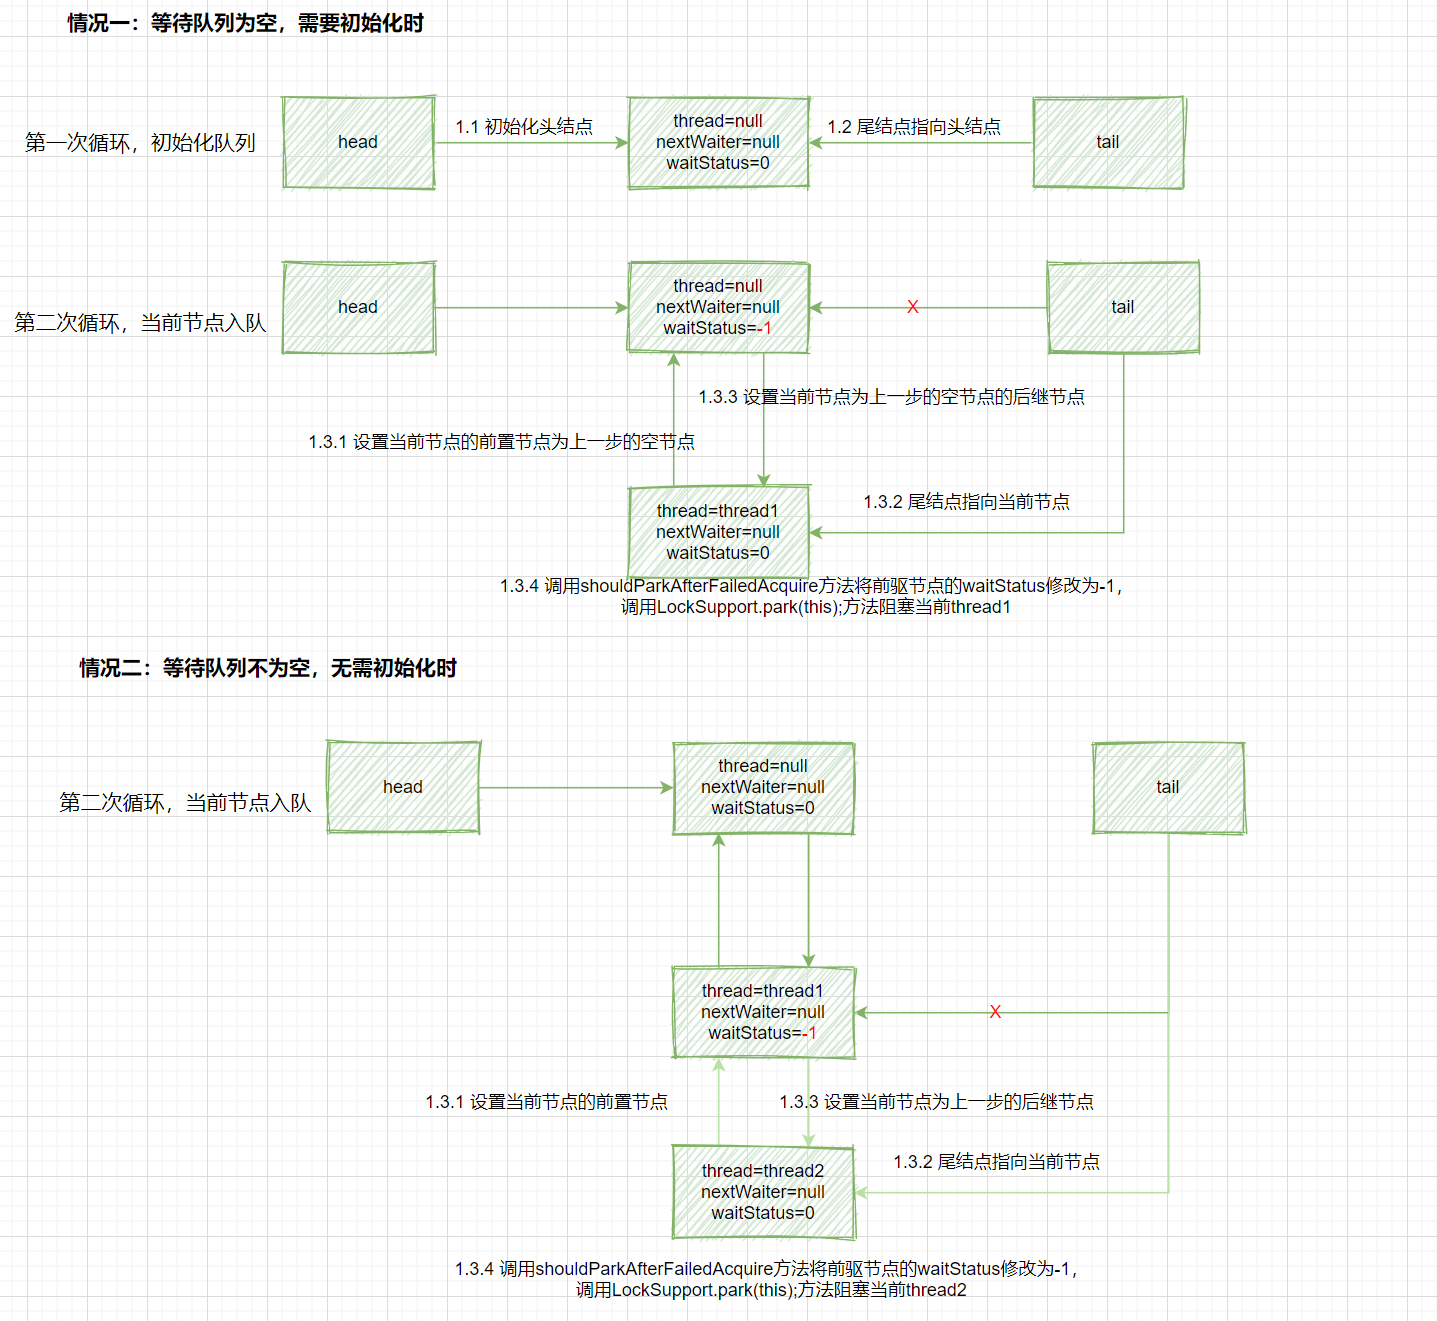 情况一：等待队列为空，需要初始化时
第一次循环，初始化队列
head
1.1 初始化头结点
thread=null
nextWaiter=null
waitStatus=0
1.2 尾结点指向头结点
tail
第二次循环，当前节点入队
head
thread=null
nextWaiter=null
waitStatus=-1
X
tail
1.3.3 设置当前节点为上一步的空节点的后继节点
1.3.1 设置当前节点的前置节点为上一步的空节点
thread=thread1
nextWaiter=null
waitStatus=0
1.3.2 尾结点指向当前节点
1.3.4 调用shouldParkAfterFailedAcquire方法将前驱节点的waitStatus修改为-1，
调用LockSupport.park(this);方法阻塞当前thread1
情况二：等待队列不为空，无需初始化时
第二次循环，当前节点入队
head
thread=null
nextWaiter=null
waitStatus=0
tail
thread=thread1
nextWaiter=null
waitStatus=-1
X
1.3.1 设置当前节点的前置节点
1.3.3 设置当前节点为上一步的后继节点
thread=thread2
nextWaiter=null
waitStatus=0
1.3.2 尾结点指向当前节点
1.3.4 调用shouldParkAfterFailedAcquire方法将前驱节点的waitStatus修改为-1，
调用LockSupport.park(this);方法阻塞当前thread2